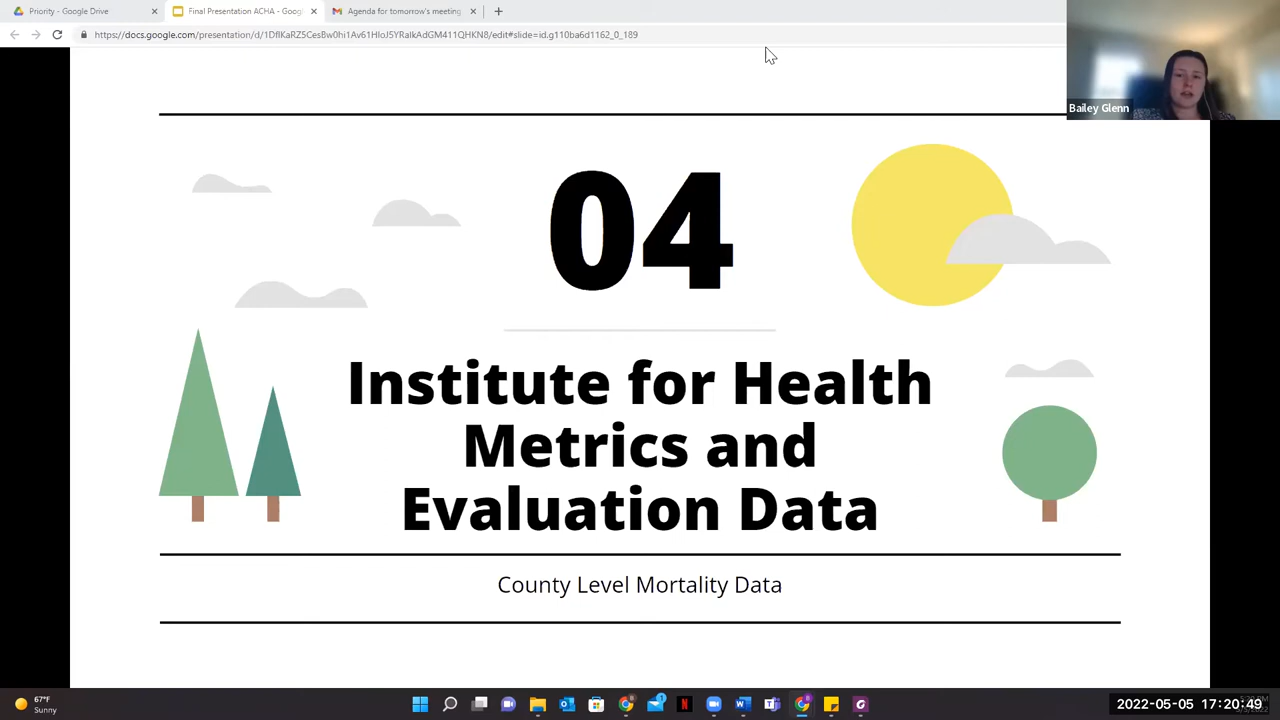 Priority - Google Drive
Final Presentation ACHA - Goog
Agenda for tomorrow's meeting
Bailey Glenn
04
Institute for Health
Metrics and
Evaluation Data
County Level Mortality Data
67°F
Sunny
2022-05-05 17:20:49